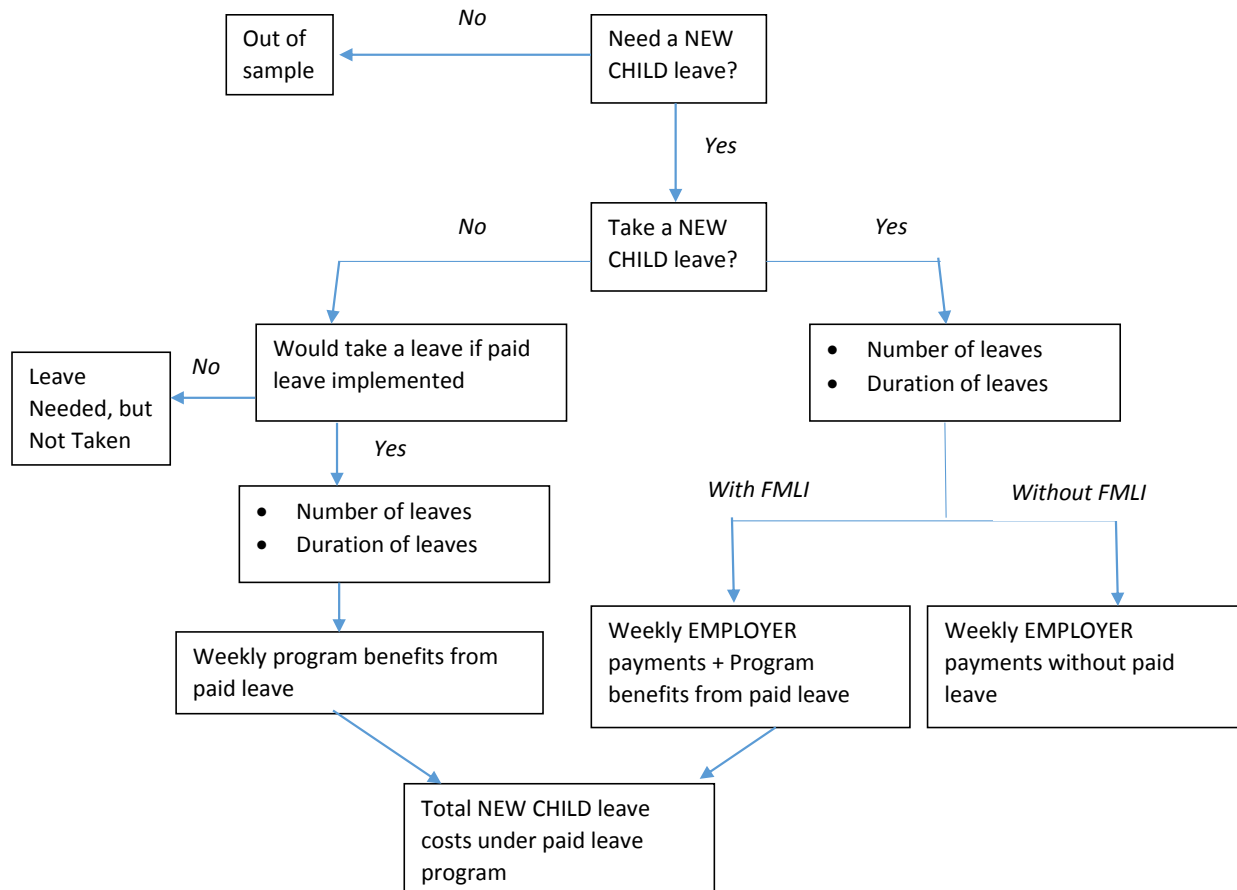 No
Out of
sample
Need a NEW
CHILD leave?
Yes
No
Take a NEW
CHILD leave?
Yes
Would take a leave if paid
leave implemented
No
Leave
Needed, but
Not Taken
• Number of leaves
• Duration of leaves
Yes
• Number of leaves
• Duration of leaves
With FMLI
Without FMLI
Weekly program benefits from
paid leave
Weekly EMPLOYER
payments + Program
benefits from paid leave
Weekly EMPLOYER
payments without paid
leave
Total NEW CHILD leave
costs under paid leave
program